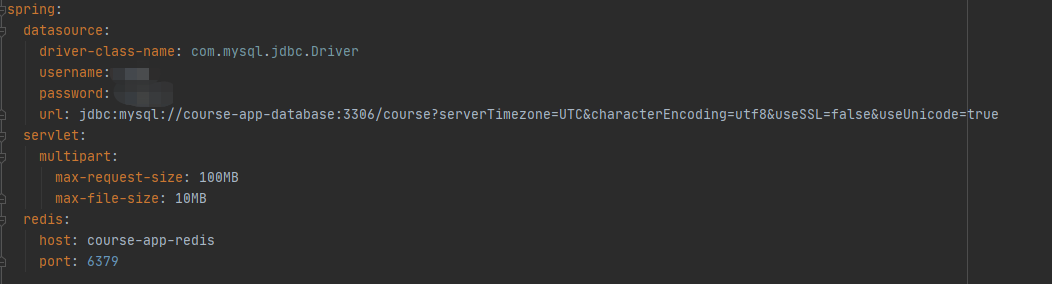 spring:
  datasource:
    driver-class-name: com.mysql.jdbc.Driver
    username:
    password:
    url: jdbc:mysql://course-app-database:3306/course?serverTimezone=UTC&characterEncoding=utf8&useSSL=false&useUnicode=true
  servlet:
    multipart:
      max-request-size: 100MB
      max-file-size: 10MB
  redis:
    host: course-app-redis
    port: 6379